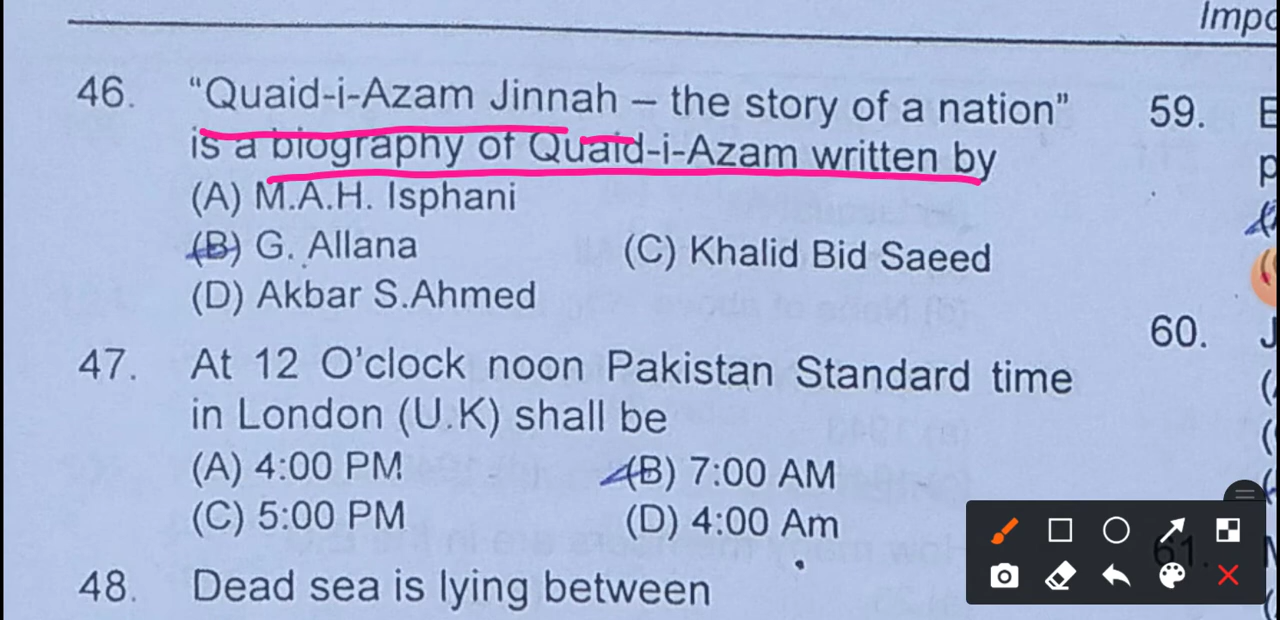 Impo
46. "Quaid-i-Azam Jinnah – the story of a nation"
is a biography of Quaid-i-Azam written by
(A) M.A.H. Isphani
(B) G. Allana (C) Khalid Bid Saeed
(D) Akbar S.Ahmed
47. At 12 O'clock noon Pakistan Standard time
in London (U.K) shall be
(A) 4:00 PM (B) 7:00 AM
(C) 5:00 PM (D) 4:00 Am
48. Dead sea is lying between
59.
60.
61.